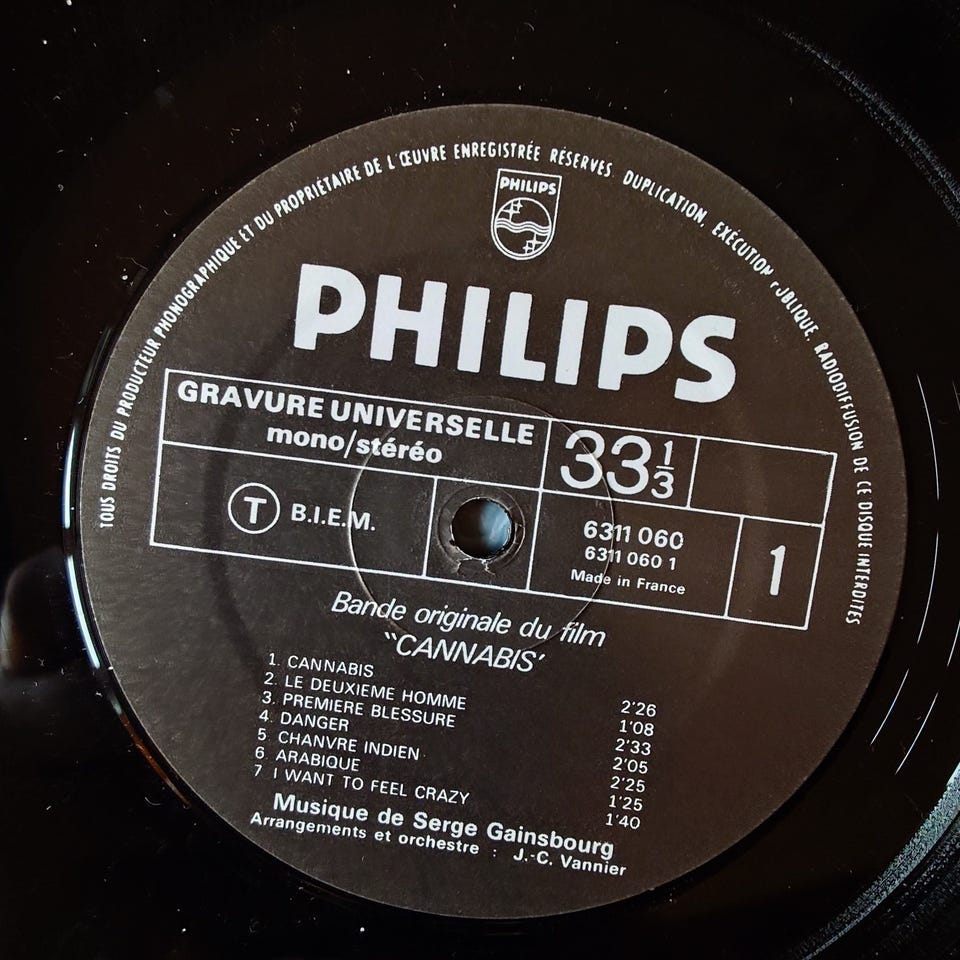 TOUS DROITS DU PRODUCTEUR PHONOGRAPHIQUE ET DU PROPRIÉTAIRE DE L'ŒUVRE ENREGISTRÉE RÉSERVES. DUPLICATION, EXÉCUTION PUBLIQUE, RADIODIFFUSION DE CE DISQUE INTERDITES
PHILIPS
PHILIPS
GRAVURE UNIVERSELLE
mono/stéréo
33 1/3
T B.I.E.M.
6311 060
6311 060 1
Made in France
1
Bande originale du film
"CANNABIS'
1. CANNABIS 2'26
2. LE DEUXIEME HOMME 1'08
3. PREMIERE BLESSURE 2'33
4. DANGER 2'05
5. CHANVRE INDIEN 2'25
6. ARABIQUE 1'25
7 I WANT TO FEEL CRAZY 1'40
Musique de Serge Gainsbourg
Arrangements et orchestre : J.-C. Vannier